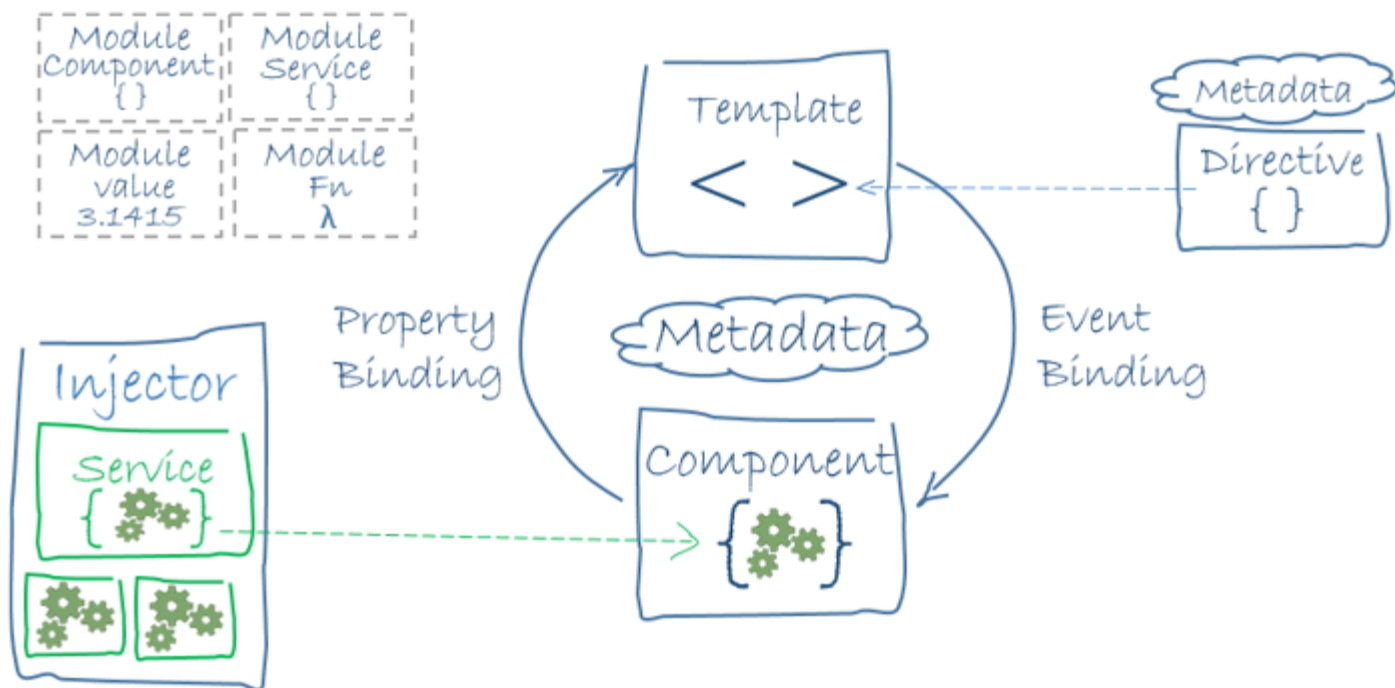 Module
Component
{ }
Module
Service
{ }
Module
value
3.1415
Module
Fn
λ
Template
< >
Metadata
Directive
{ }
Property
Binding
Metadata
Event
Binding
Injector
Service
{ }
Component
{ }